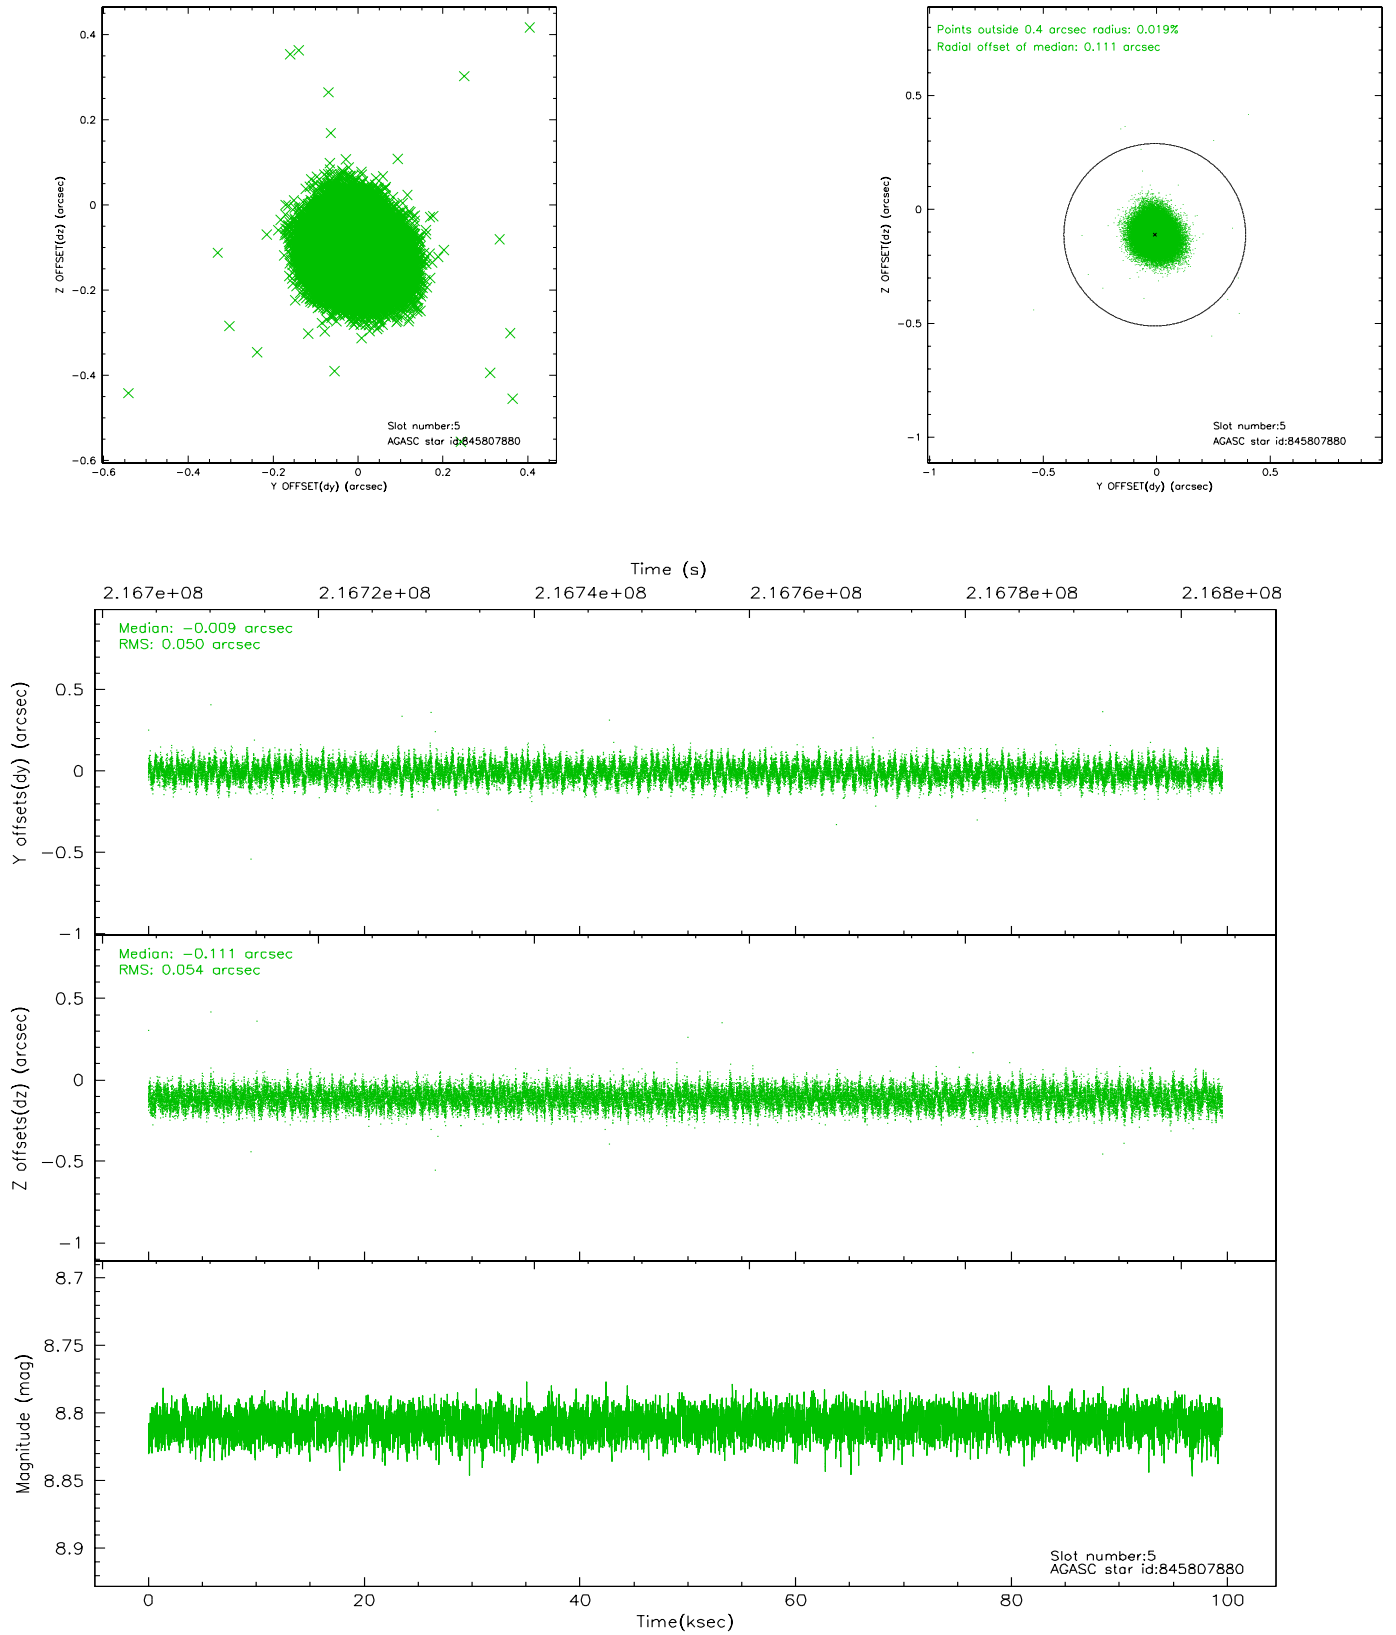 0.4
0.2
0
-0.2
-0.4
-0.6
Z OFFSET(dz) (arcsec)
-0.6 -0.4 -0.2 0 0.2 0.4
Y OFFSET(dy) (arcsec)
Slot number:5
AGASC star id:845807880
Points outside 0.4 arcsec radius: 0.019%
Radial offset of median: 0.111 arcsec
0.5
0
-0.5
-1
Z OFFSET(dz) (arcsec)
-1 -0.5 0 0.5
Y OFFSET(dy) (arcsec)
Slot number:5
AGASC star id:845807880
Time (s)
2.167e+08 2.1672e+08 2.1674e+08 2.1676e+08 2.1678e+08 2.168e+08
Median: -0.009 arcsec
RMS: 0.050 arcsec
0.5
0
-0.5
-1
Y offsets(dy) (arcsec)
Median: -0.111 arcsec
RMS: 0.054 arcsec
0.5
0
-0.5
-1
Z offsets(dz) (arcsec)
8.7
8.75
8.8
8.85
8.9
Magnitude (mag)
Slot number:5
AGASC star id:845807880
0 20 40 60 80 100
Time(ksec)